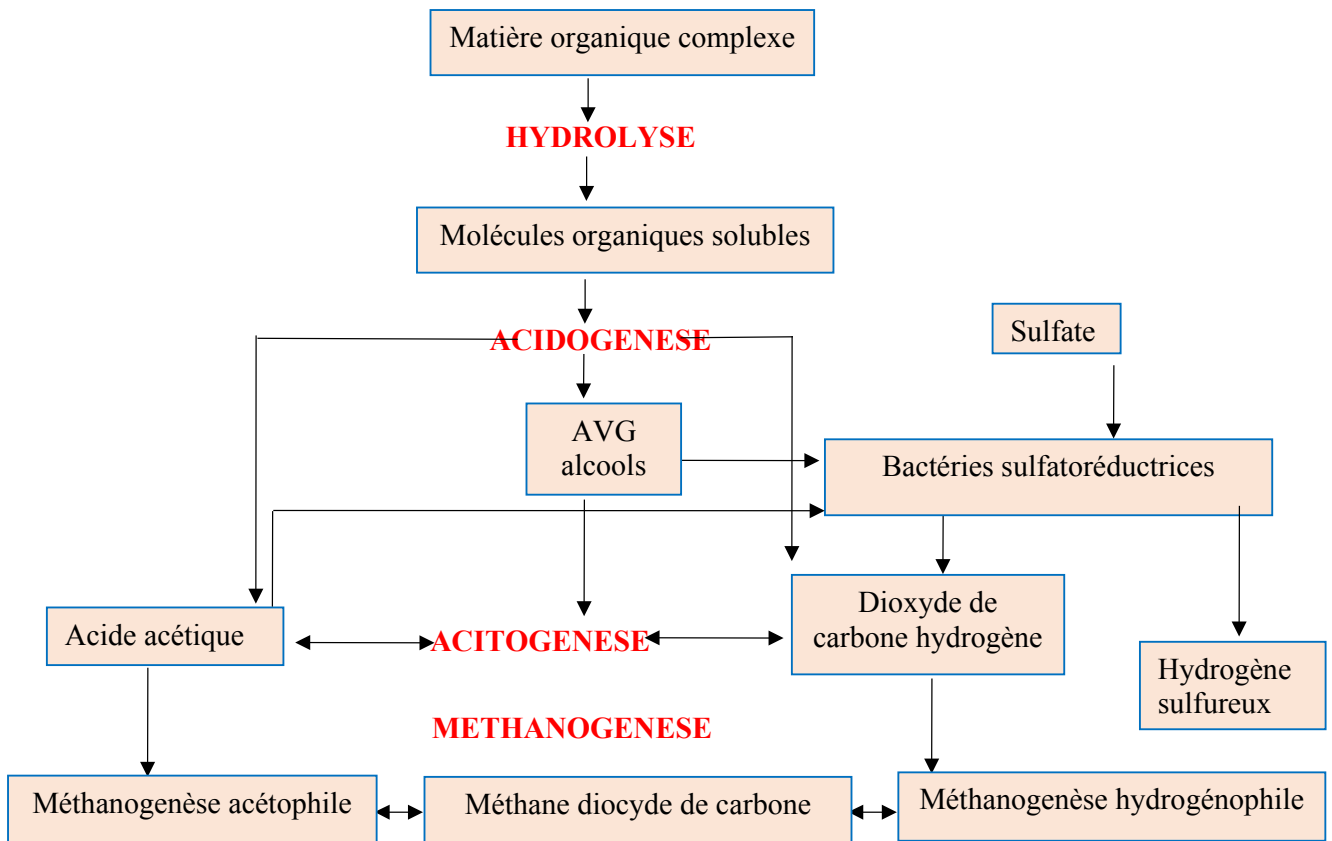 Matière organique complexe
HYDROLYSE
Molécules organiques solubles
ACIDOGENESE
Sulfate
AVG
alcools
Bactéries sulfatoréductrices
Acide acétique
ACITOGENESE
Dioxyde de
carbone hydrogène
Hydrogène
sulfureux
METHANOGENESE
Méthanogenèse acétophile
Méthane diocyde de carbone
Méthanogenèse hydrogénophile